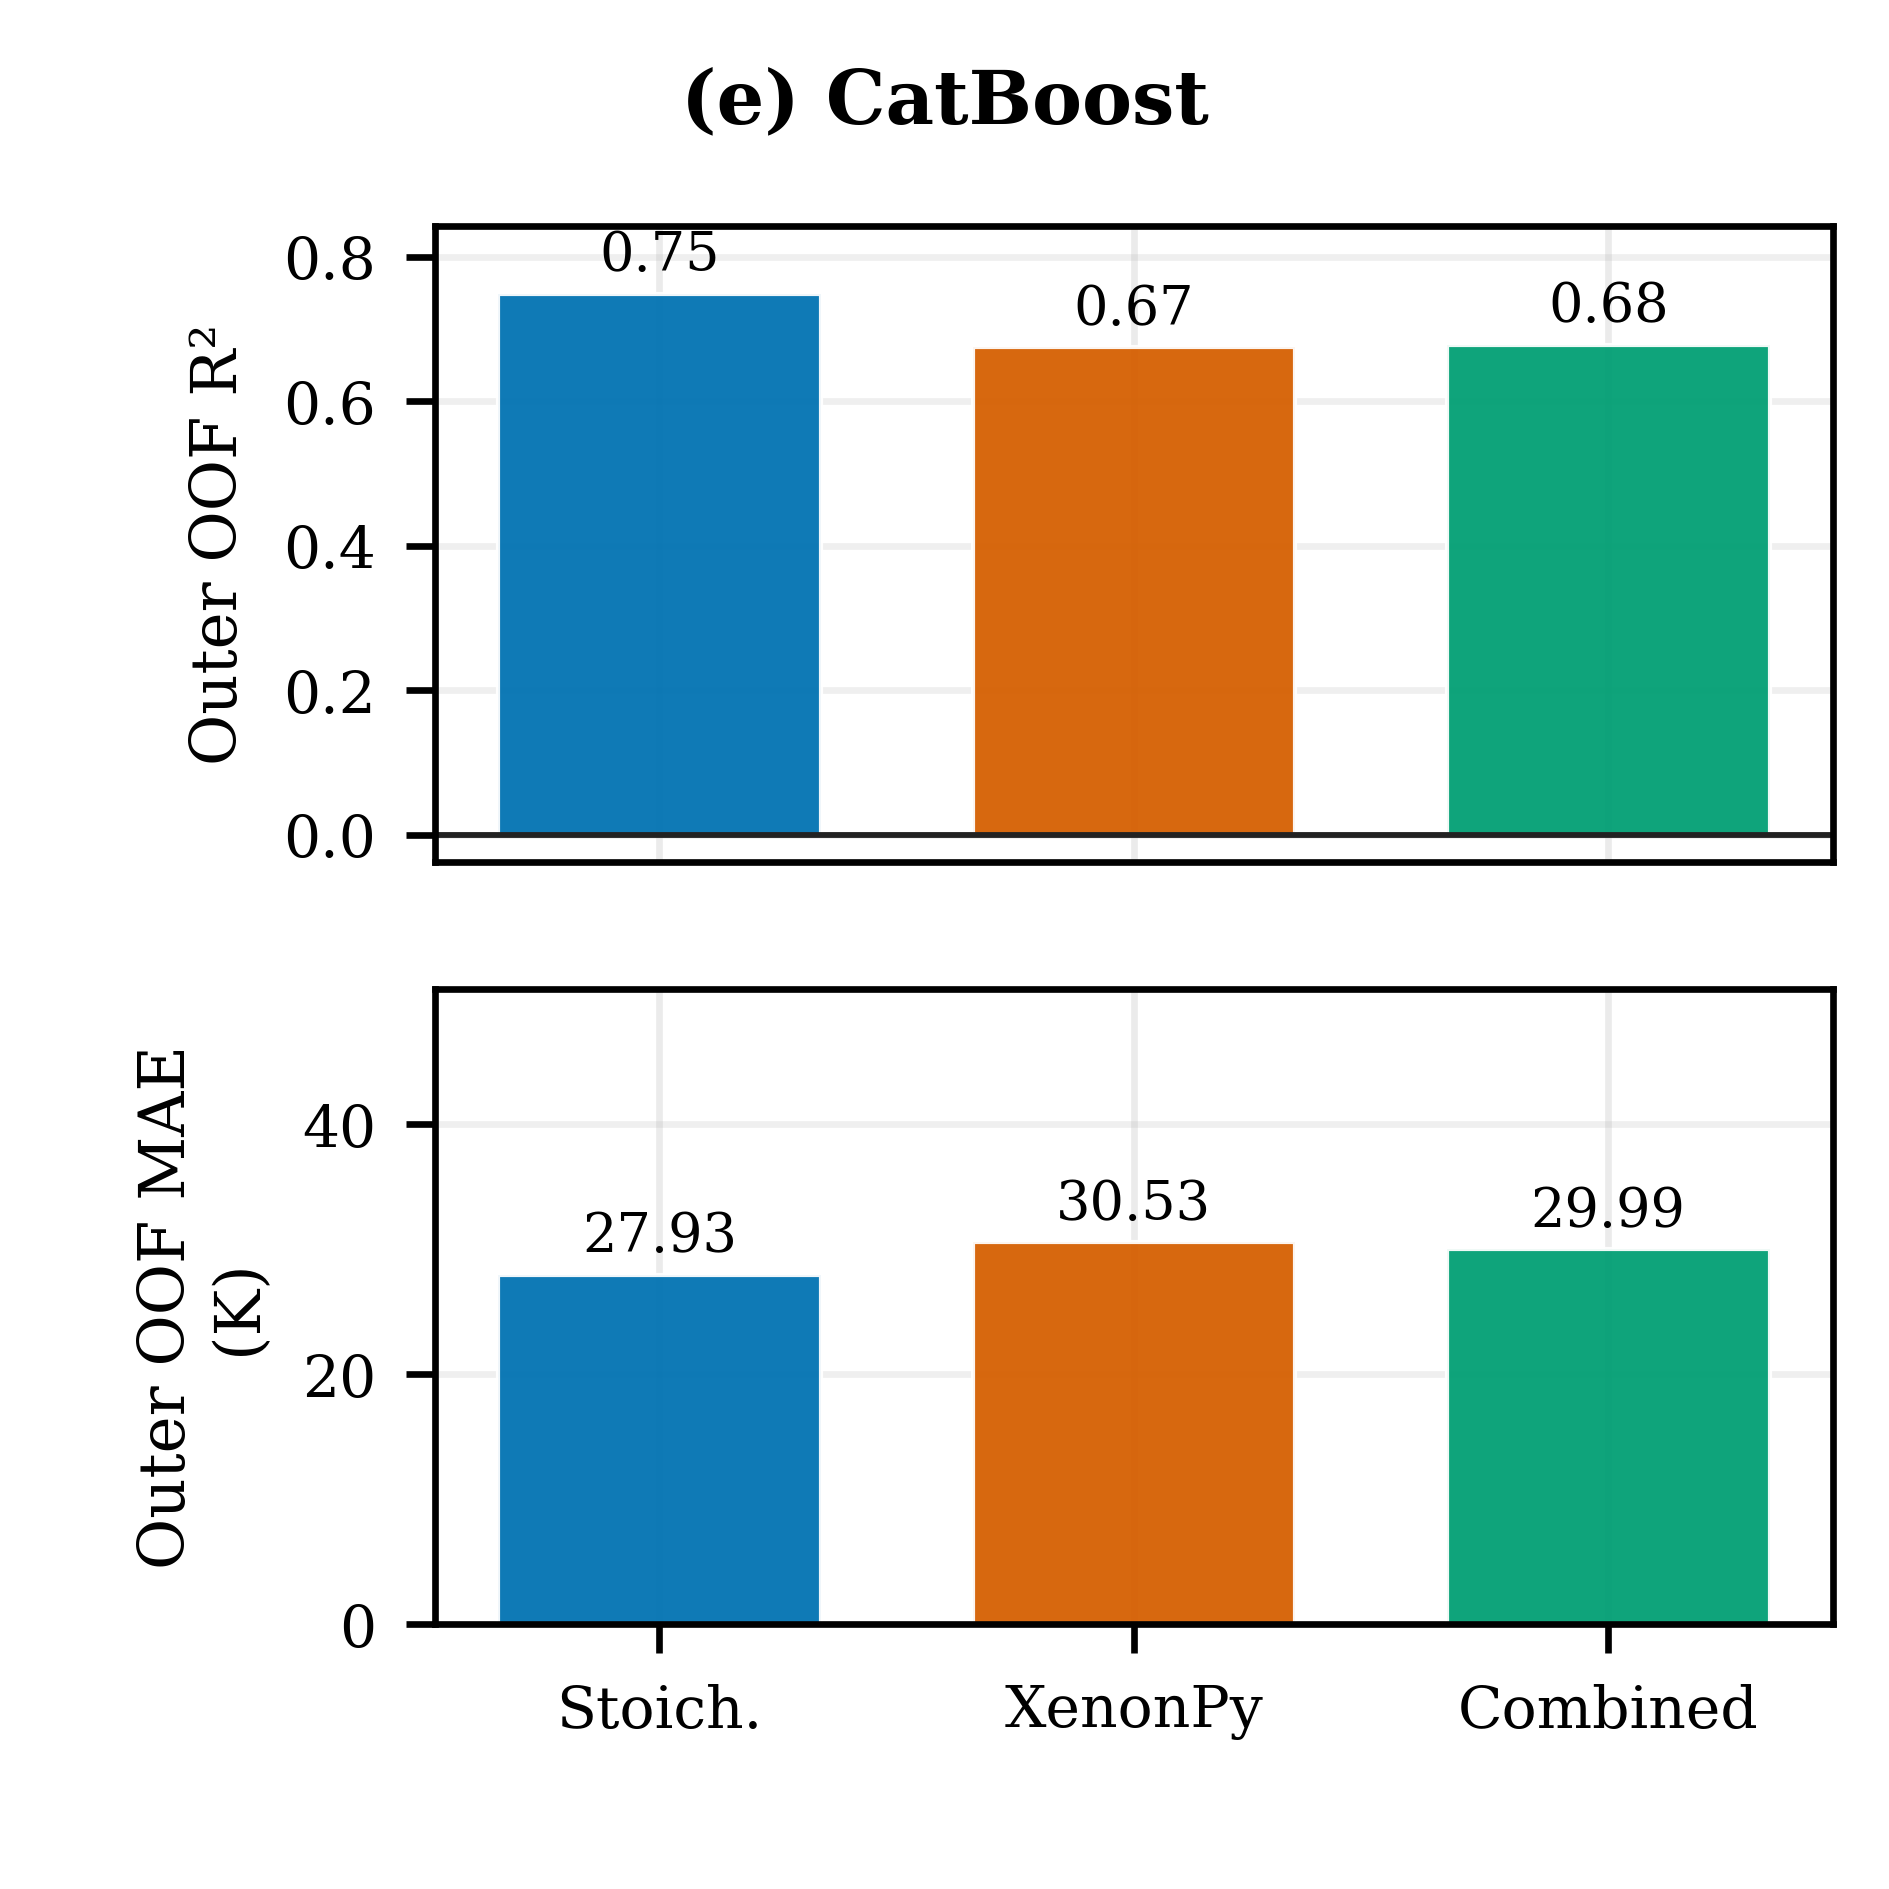 (e) CatBoost
Outer OOF R²
0.8
0.6
0.4
0.2
0.0
0.75
0.67
0.68
Outer OOF MAE
(K)
40
20
0
27.93
30.53
29.99
Stoich.
XenonPy
Combined